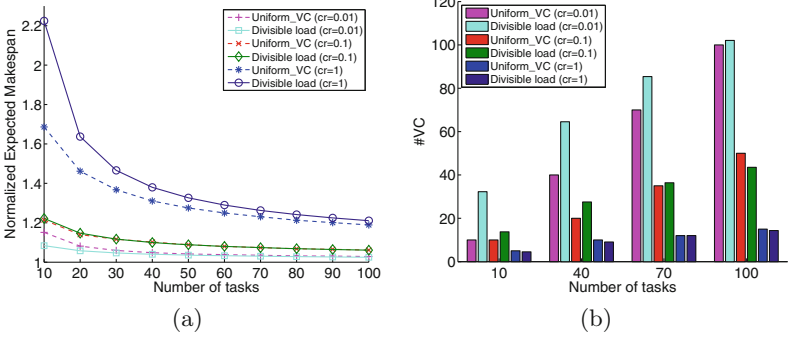 Normalized Expected Makespan
2.2
2
1.8
1.6
1.4
1.2
1
10 20 30 40 50 60 70 80 90 100
Number of tasks
Uniform_VC (cr=0.01)
Divisible load (cr=0.01)
Uniform_VC (cr=0.1)
Divisible load (cr=0.1)
Uniform_VC (cr=1)
Divisible load (cr=1)
(a)
#VC
120
100
80
60
40
20
0
10 40 70 100
Number of tasks
Uniform_VC (cr=0.01)
Divisible load (cr=0.01)
Uniform_VC (cr=0.1)
Divisible load (cr=0.1)
Uniform_VC (cr=1)
Divisible load (cr=1)
(b)